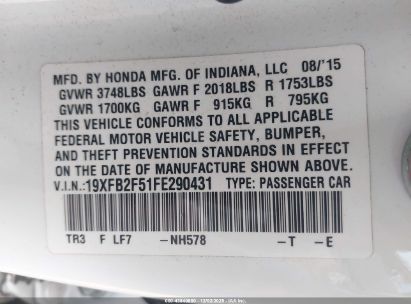 MFD. BY HONDA MFG. OF INDIANA, LLC 08/'15
GVWR 3748LBS GAWR F 2018LBS R 1753LBS
GVWR 1700KG GAWR F 915KG R 795KG
THIS VEHICLE CONFORMS TO ALL APPLICABLE
FEDERAL MOTOR VEHICLE SAFETY, BUMPER,
AND THEFT PREVENTION STANDARDS IN EFFECT
ON THE DATE OF MANUFACTURE SHOWN ABOVE.
V.I.N.:19XFB2F51FE290431 TYPE: PASSENGER CAR
TR3 F LF7 -NH578 -T -E